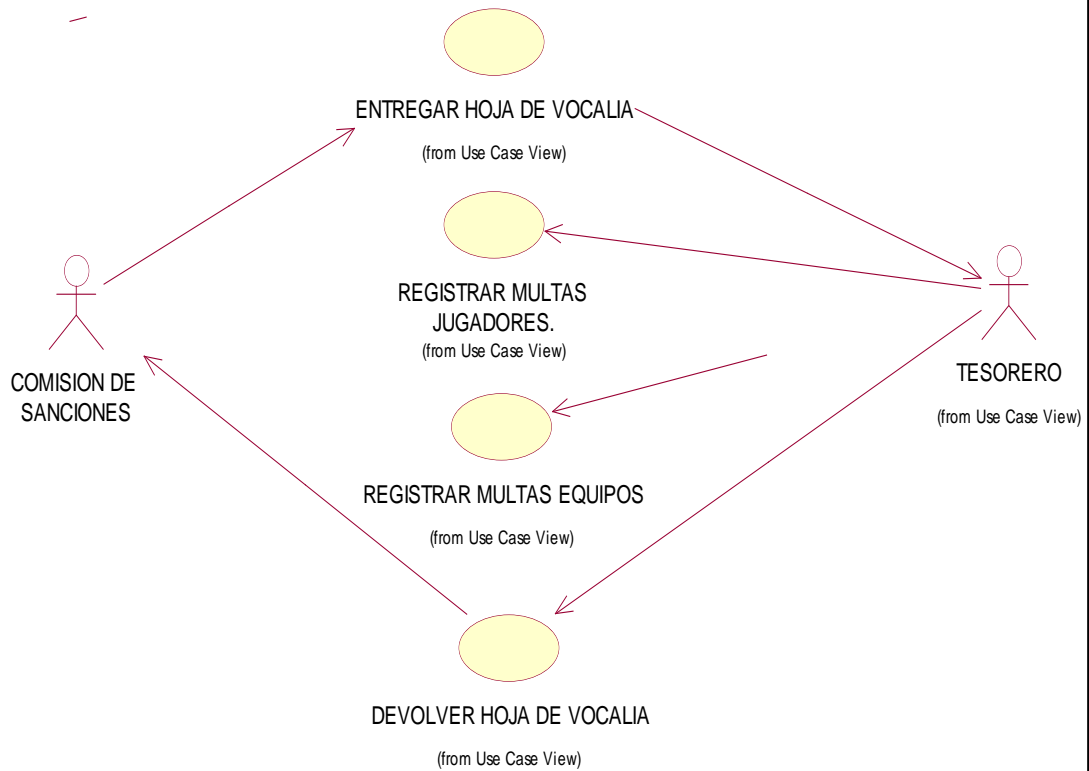 ENTREGAR HOJA DE VOCALIA
(from Use Case View)
REGISTRAR MULTAS
JUGADORES.
(from Use Case View)
COMISION DE
SANCIONES
TESORERO
(from Use Case View)
REGISTRAR MULTAS EQUIPOS
(from Use Case View)
DEVOLVER HOJA DE VOCALIA
(from Use Case View)